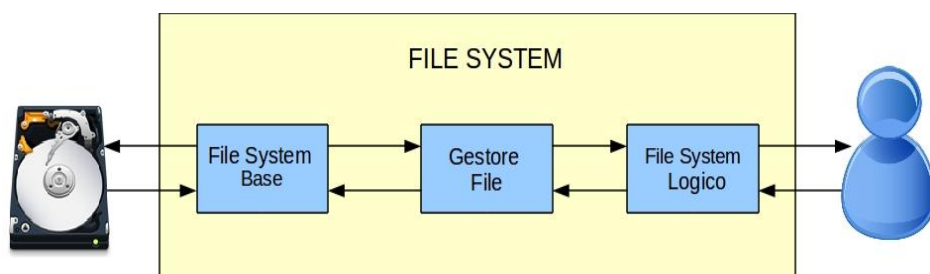 FILE SYSTEM
File System
Base
Gestore
File
File System
Logico